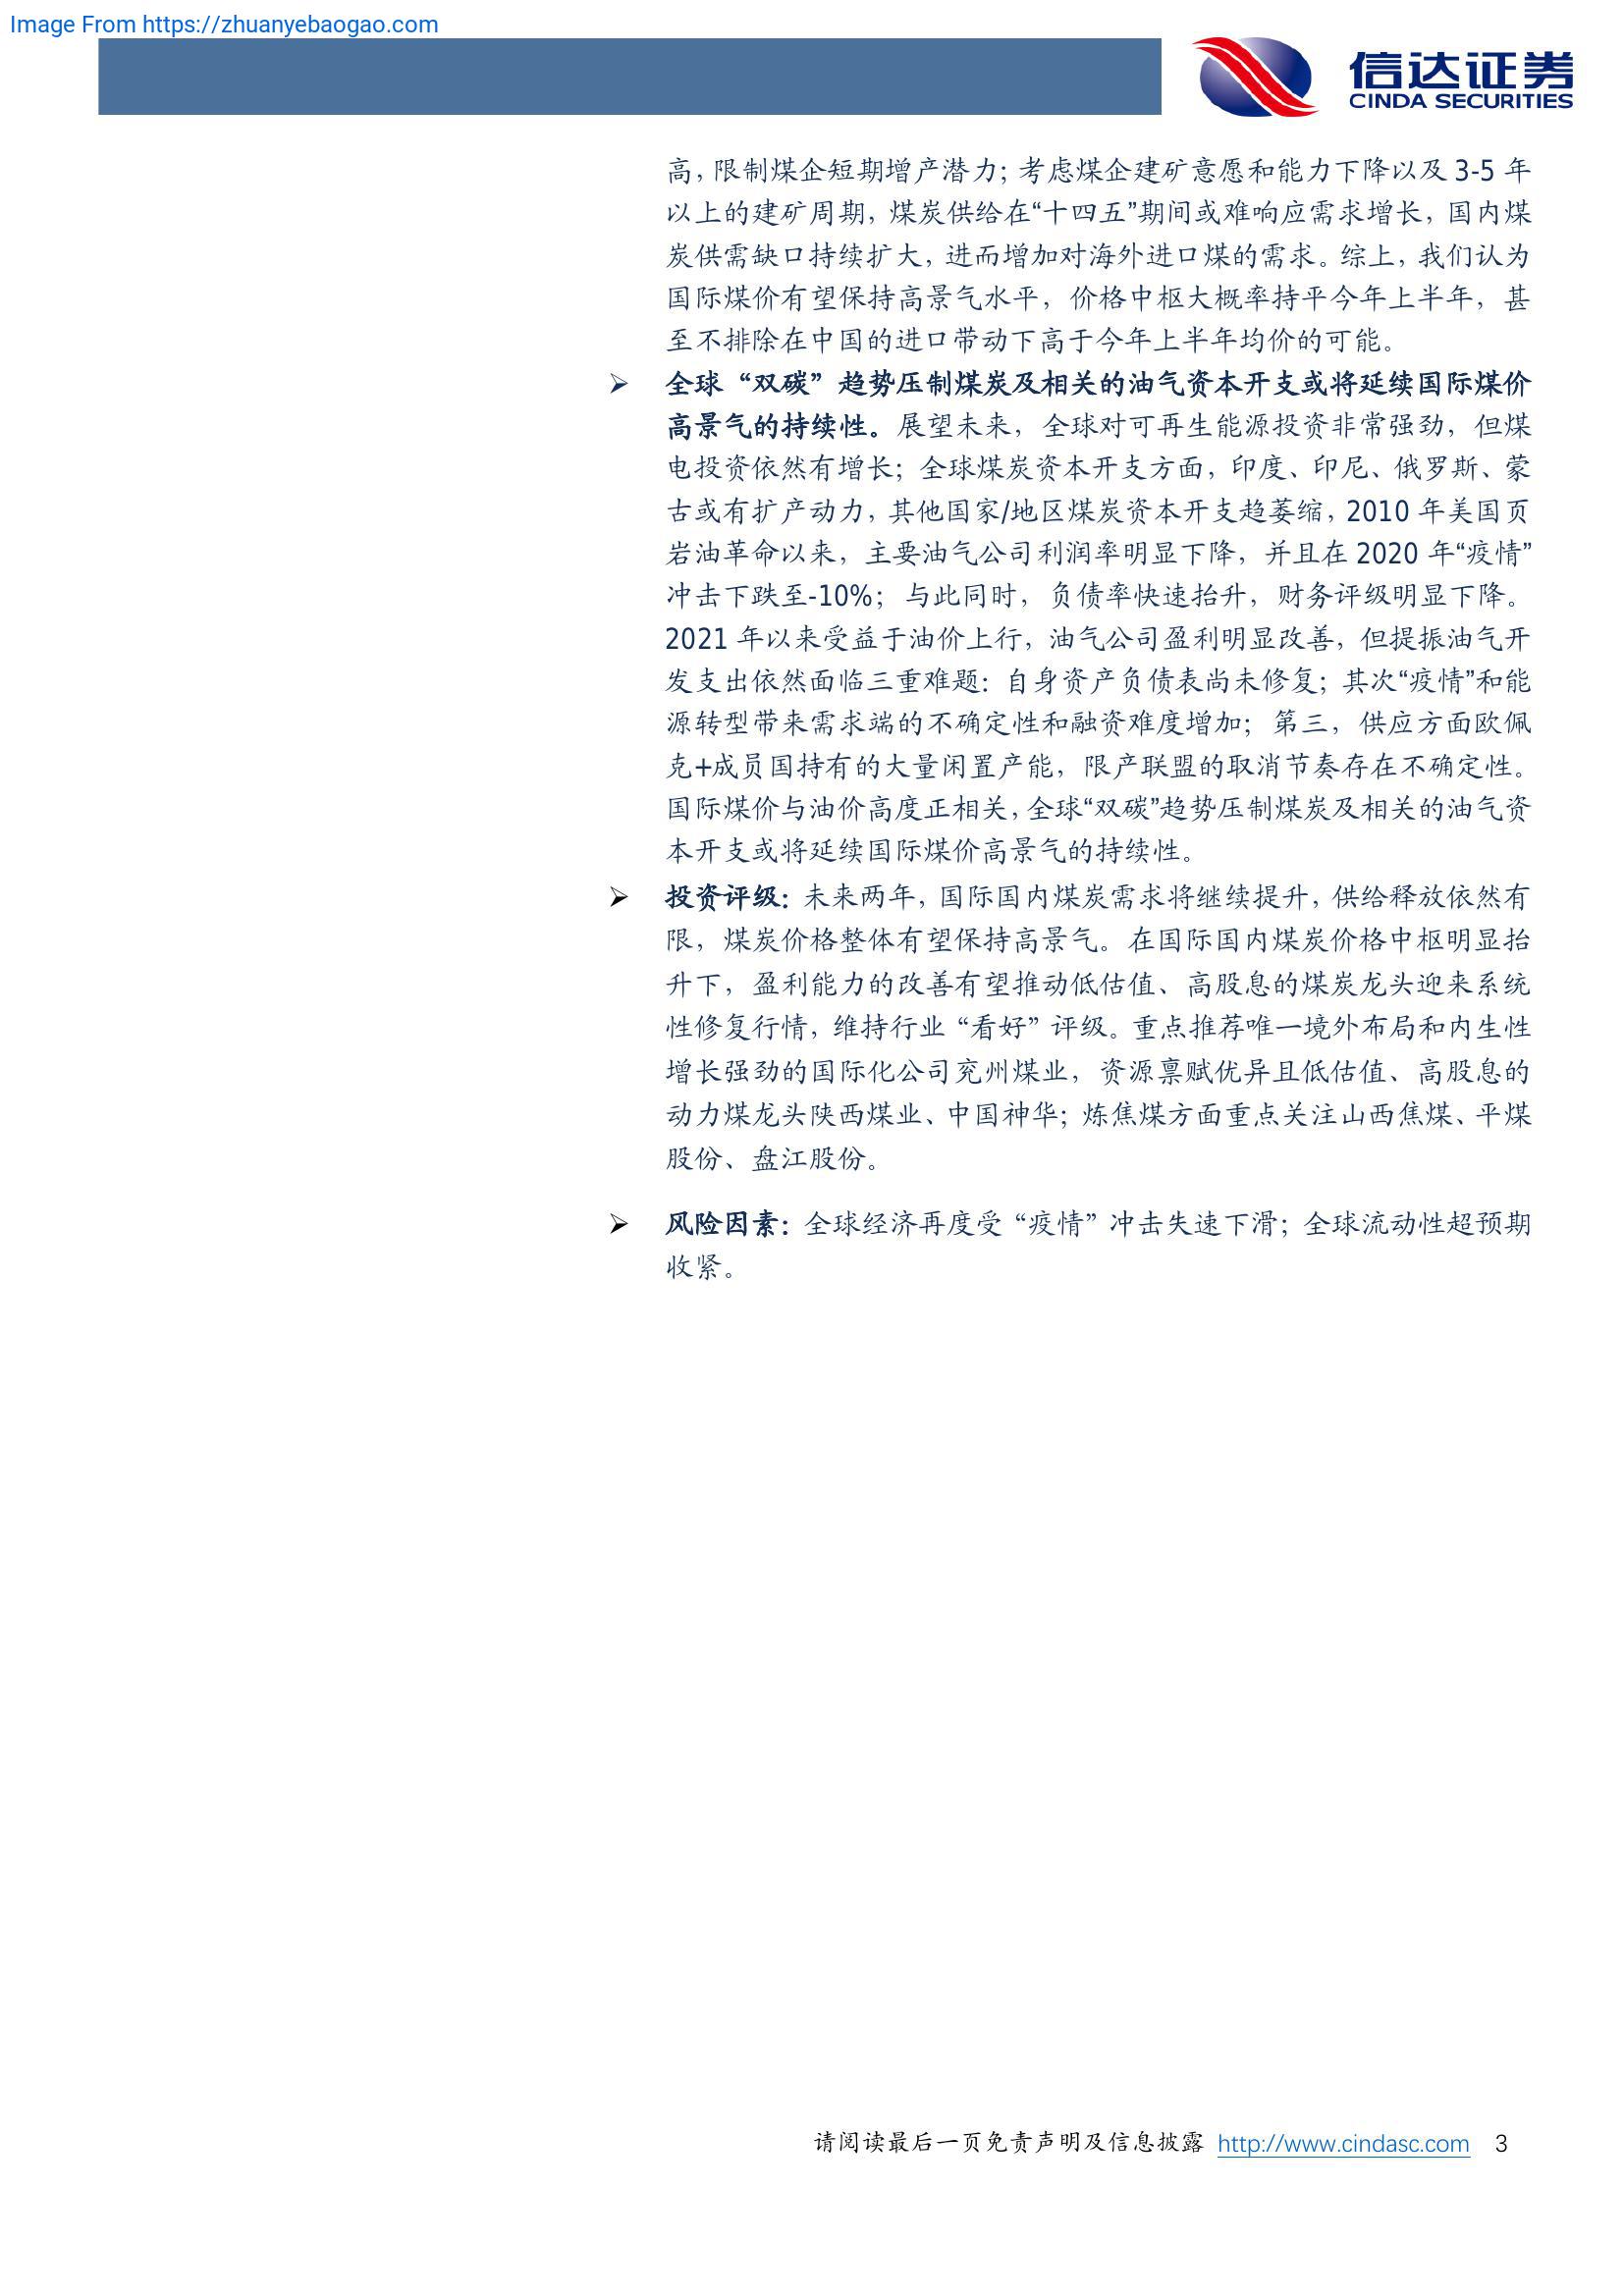 Image From https://zhuanyebaogao.com
信达证券
CINDA SECURITIES
高，限制煤企短期增产潜力；考虑煤企建矿意愿和能力下降以及 3-5 年
以上的建矿周期，煤炭供给在“十四五”期间或难响应需求增长，国内煤
炭供需缺口持续扩大，进而增加对海外进口煤的需求。综上，我们认为
国际煤价有望保持高景气水平，价格中枢大概率持平今年上半年，甚
至不排除在中国的进口带动下高于今年上半年均价的可能。
➢ 全球“双碳”趋势压制煤炭及相关的油气资本开支或将延续国际煤价
高景气的持续性。展望未来，全球对可再生能源投资非常强劲，但煤
电投资依然有增长；全球煤炭资本开支方面，印度、印尼、俄罗斯、蒙
古或有扩产动力，其他国家/地区煤炭资本开支趋萎缩，2010 年美国页
岩油革命以来，主要油气公司利润率明显下降，并且在 2020 年“疫情”
冲击下跌至-10%；与此同时，负债率快速抬升，财务评级明显下降。
2021 年以来受益于油价上行，油气公司盈利明显改善，但提振油气开
发支出依然面临三重难题：自身资产负债表尚未修复；其次“疫情”和能
源转型带来需求端的不确定性和融资难度增加；第三，供应方面欧佩
克+成员国持有的大量闲置产能，限产联盟的取消节奏存在不确定性。
国际煤价与油价高度正相关，全球“双碳”趋势压制煤炭及相关的油气资
本开支或将延续国际煤价高景气的持续性。
➢ 投资评级：未来两年，国际国内煤炭需求将继续提升，供给释放依然有
限，煤炭价格整体有望保持高景气。在国际国内煤炭价格中枢明显抬
升下，盈利能力的改善有望推动低估值、高股息的煤炭龙头迎来系统
性修复行情，维持行业“看好”评级。重点推荐唯一境外布局和内生性
增长强劲的国际化公司兖州煤业，资源禀赋优异且低估值、高股息的
动力煤龙头陕西煤业、中国神华；炼焦煤方面重点关注山西焦煤、平煤
股份、盘江股份。
➢ 风险因素：全球经济再度受“疫情”冲击失速下滑；全球流动性超预期
收紧。
请阅读最后一页免责声明及信息披露 http://www.cindasc.com 3